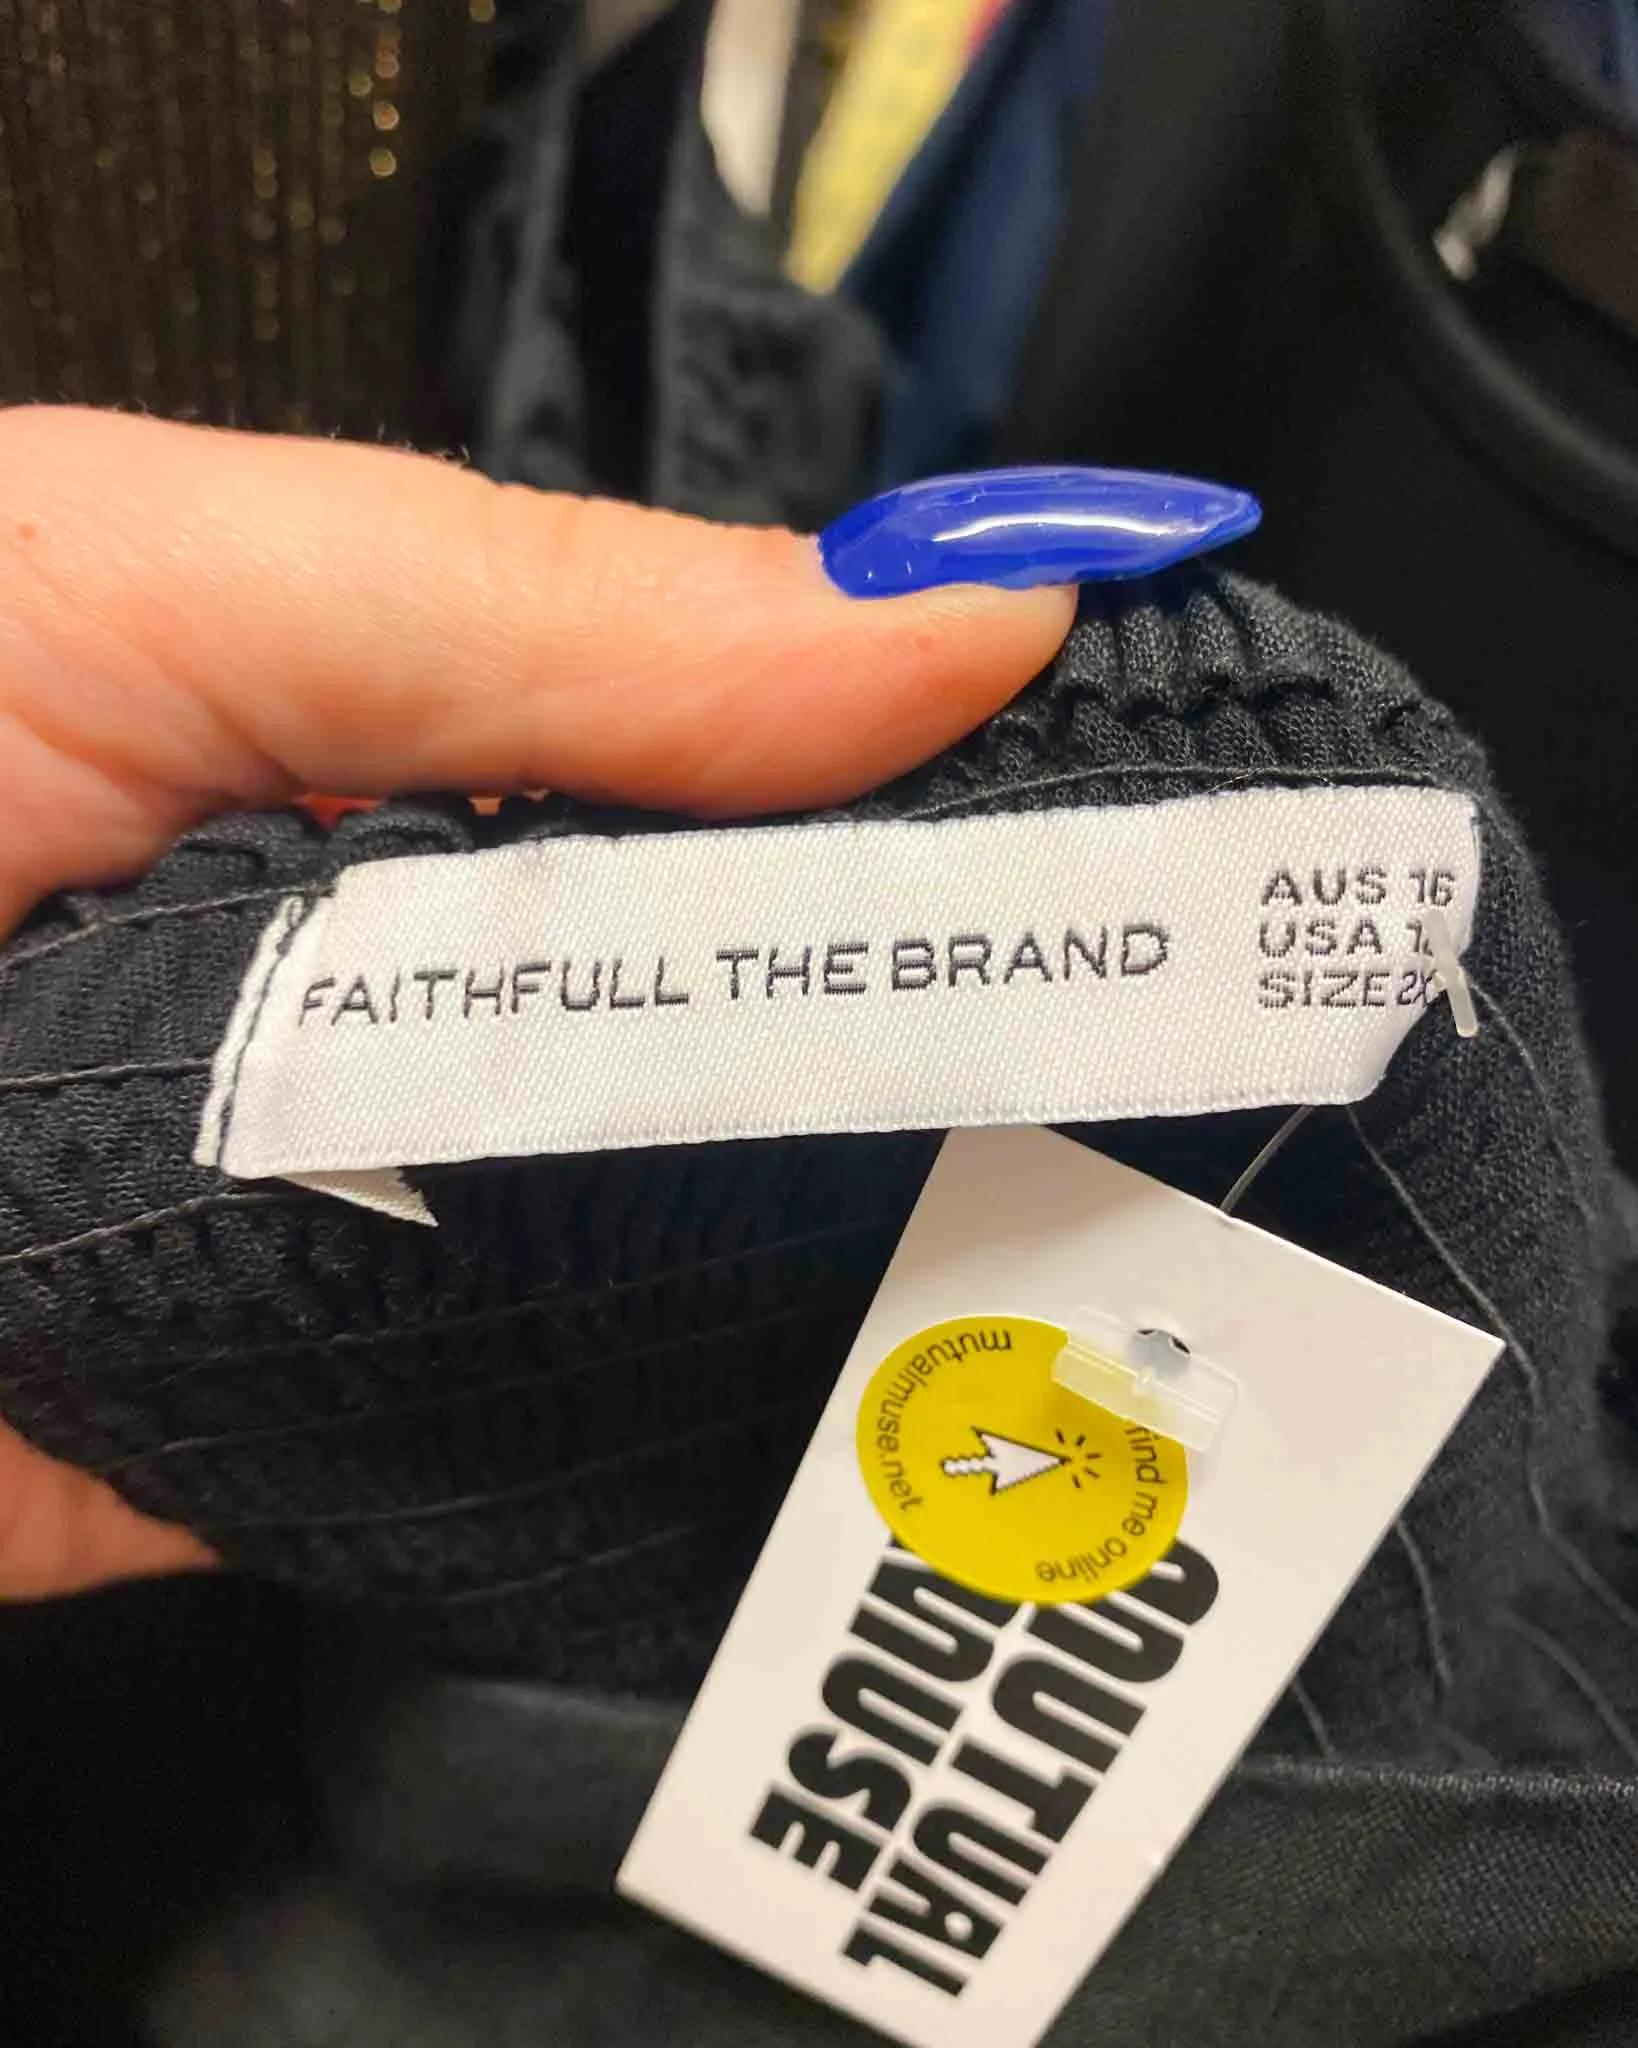 FAITHFULL THE BRAND
AUS 16
USA
SIZE
mutualmuse.net
find me online
MUTUAL
MUSE